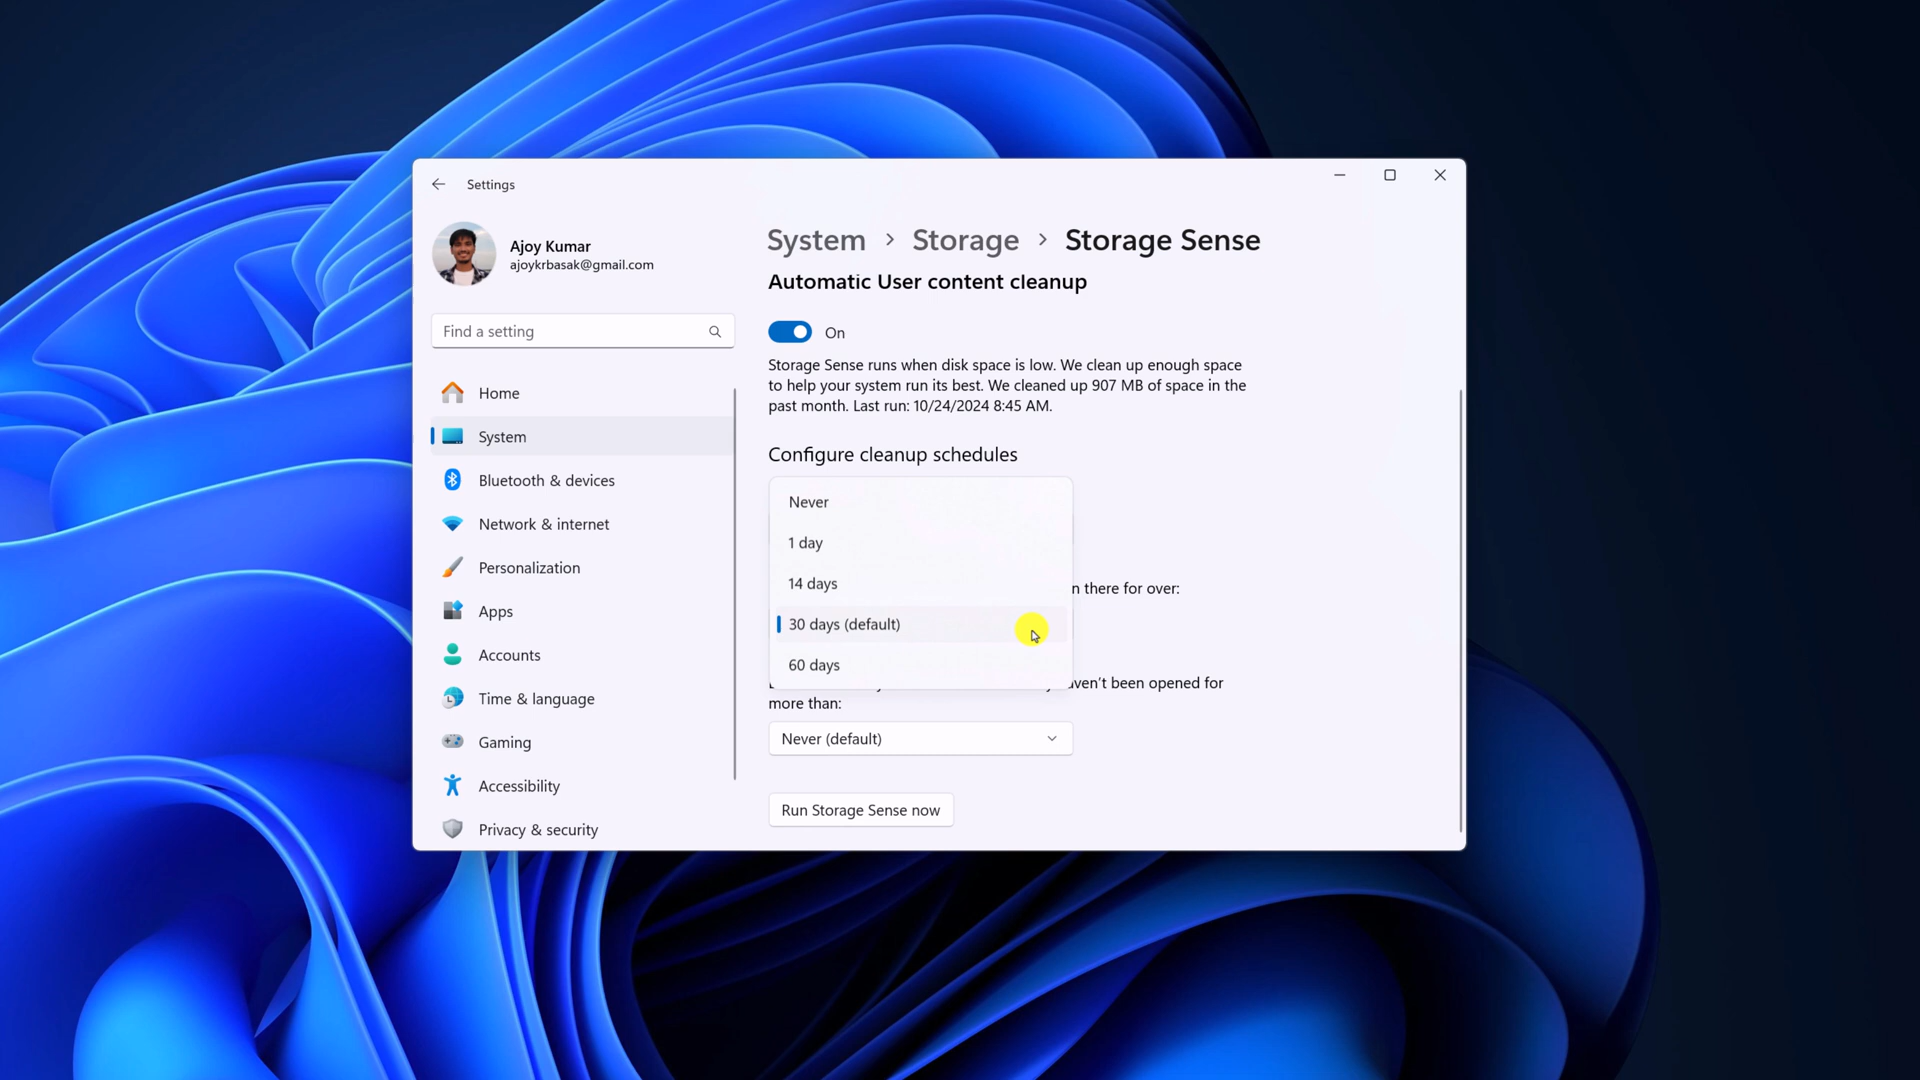 Settings
Ajoy Kumar
ajoykrbasak@gmail.com
Find a setting
Home
System
Bluetooth & devices
Network & internet
Personalization
Apps
Accounts
Time & language
Gaming
Accessibility
Privacy & security
System > Storage > Storage Sense
Automatic User content cleanup
On
Storage Sense runs when disk space is low. We clean up enough space
to help your system run its best. We cleaned up 907 MB of space in the
past month. Last run: 10/24/2024 8:45 AM.
Configure cleanup schedules
Never
1 day
14 days
n there for over:
30 days (default)
60 days
aven't been opened for
more than:
Never (default)
Run Storage Sense now